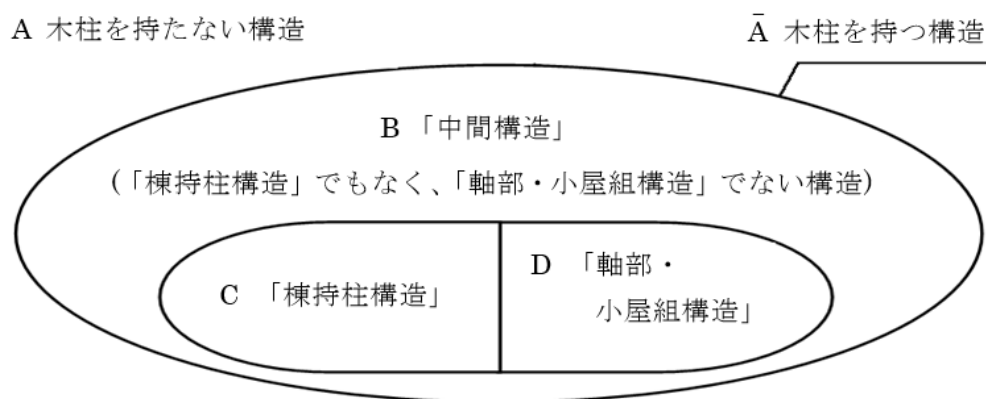 A 木柱を持たない構造
Ā 木柱を持つ構造
B 「中間構造」
(「棟持柱構造」でもなく、「軸部・小屋組構造」でない構造)
C 「棟持柱構造」
D 「軸部・
小屋組構造」